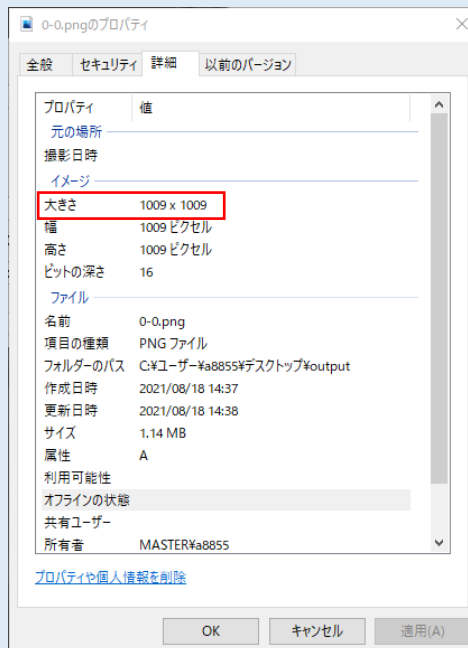 0-0.pngのプロパティ
全般 セキュリティ 詳細 以前のバージョン
プロパティ 値
元の場所
撮影日時
イメージ
大きさ 1009 x 1009
幅 1009 ピクセル
高さ 1009 ピクセル
ビットの深さ 16
ファイル
名前 0-0.png
項目の種類 PNG ファイル
フォルダーのパス C:¥ユーザー¥a8855¥デスクトップ¥output
作成日時 2021/08/18 14:37
更新日時 2021/08/18 14:38
サイズ 1.14 MB
属性 A
利用可能性
オフラインの状態
共有ユーザー
所有者 MASTER¥a8855
プロパティや個人情報を削除
OK キャンセル 適用(A)